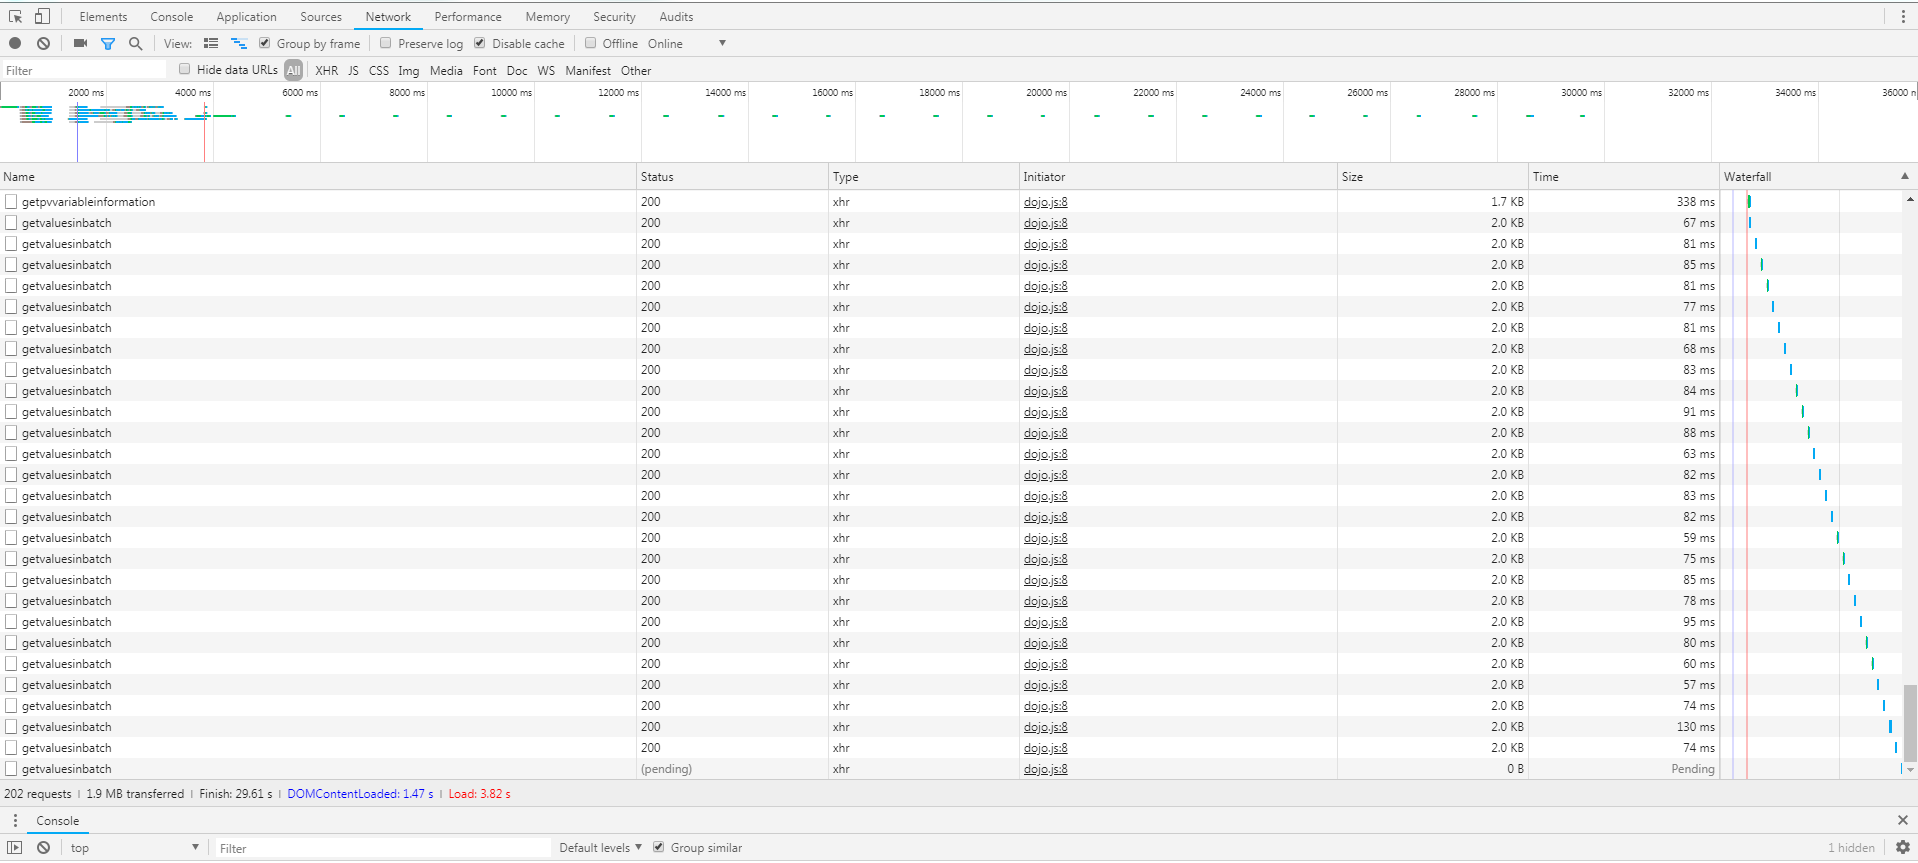 Elements Console Application Sources Network Performance Memory Security Audits
View: Group by frame Preserve log Disable cache Offline Online
Filter Hide data URLs All XHR JS CSS Img Media Font Doc WS Manifest Other
2000 ms 4000 ms 6000 ms 8000 ms 10000 ms 12000 ms 14000 ms 16000 ms 18000 ms 20000 ms 22000 ms 24000 ms 26000 ms 28000 ms 30000 ms 34000 ms 36000 n
Name Status Type Initiator Size Time Waterfall
getpvvariableinformation 200 xhr dojo.js:8 1.7 KB 338 ms
getvaluesinbatch 200 xhr dojo.js:8 2.0 KB 67 ms
getvaluesinbatch 200 xhr dojo.js:8 2.0 KB 81 ms
getvaluesinbatch 200 xhr dojo.js:8 2.0 KB 85 ms
getvaluesinbatch 200 xhr dojo.js:8 2.0 KB 81 ms
getvaluesinbatch 200 xhr dojo.js:8 2.0 KB 77 ms
getvaluesinbatch 200 xhr dojo.js:8 2.0 KB 81 ms
getvaluesinbatch 200 xhr dojo.js:8 2.0 KB 68 ms
getvaluesinbatch 200 xhr dojo.js:8 2.0 KB 83 ms
getvaluesinbatch 200 xhr dojo.js:8 2.0 KB 84 ms
getvaluesinbatch 200 xhr dojo.js:8 2.0 KB 91 ms
getvaluesinbatch 200 xhr dojo.js:8 2.0 KB 88 ms
getvaluesinbatch 200 xhr dojo.js:8 2.0 KB 63 ms
getvaluesinbatch 200 xhr dojo.js:8 2.0 KB 82 ms
getvaluesinbatch 200 xhr dojo.js:8 2.0 KB 83 ms
getvaluesinbatch 200 xhr dojo.js:8 2.0 KB 82 ms
getvaluesinbatch 200 xhr dojo.js:8 2.0 KB 59 ms
getvaluesinbatch 200 xhr dojo.js:8 2.0 KB 75 ms
getvaluesinbatch 200 xhr dojo.js:8 2.0 KB 85 ms
getvaluesinbatch 200 xhr dojo.js:8 2.0 KB 78 ms
getvaluesinbatch 200 xhr dojo.js:8 2.0 KB 95 ms
getvaluesinbatch 200 xhr dojo.js:8 2.0 KB 80 ms
getvaluesinbatch 200 xhr dojo.js:8 2.0 KB 60 ms
getvaluesinbatch 200 xhr dojo.js:8 2.0 KB 57 ms
getvaluesinbatch 200 xhr dojo.js:8 2.0 KB 74 ms
getvaluesinbatch 200 xhr dojo.js:8 2.0 KB 130 ms
getvaluesinbatch 200 xhr dojo.js:8 2.0 KB 74 ms
getvaluesinbatch (pending) xhr dojo.js:8 0 B Pending
202 requests | 1.9 MB transferred | Finish: 29.61 s | DOMContentLoaded: 1.47 s | Load: 3.82 s
Console
top Filter Default levels Group similar 1 hidden